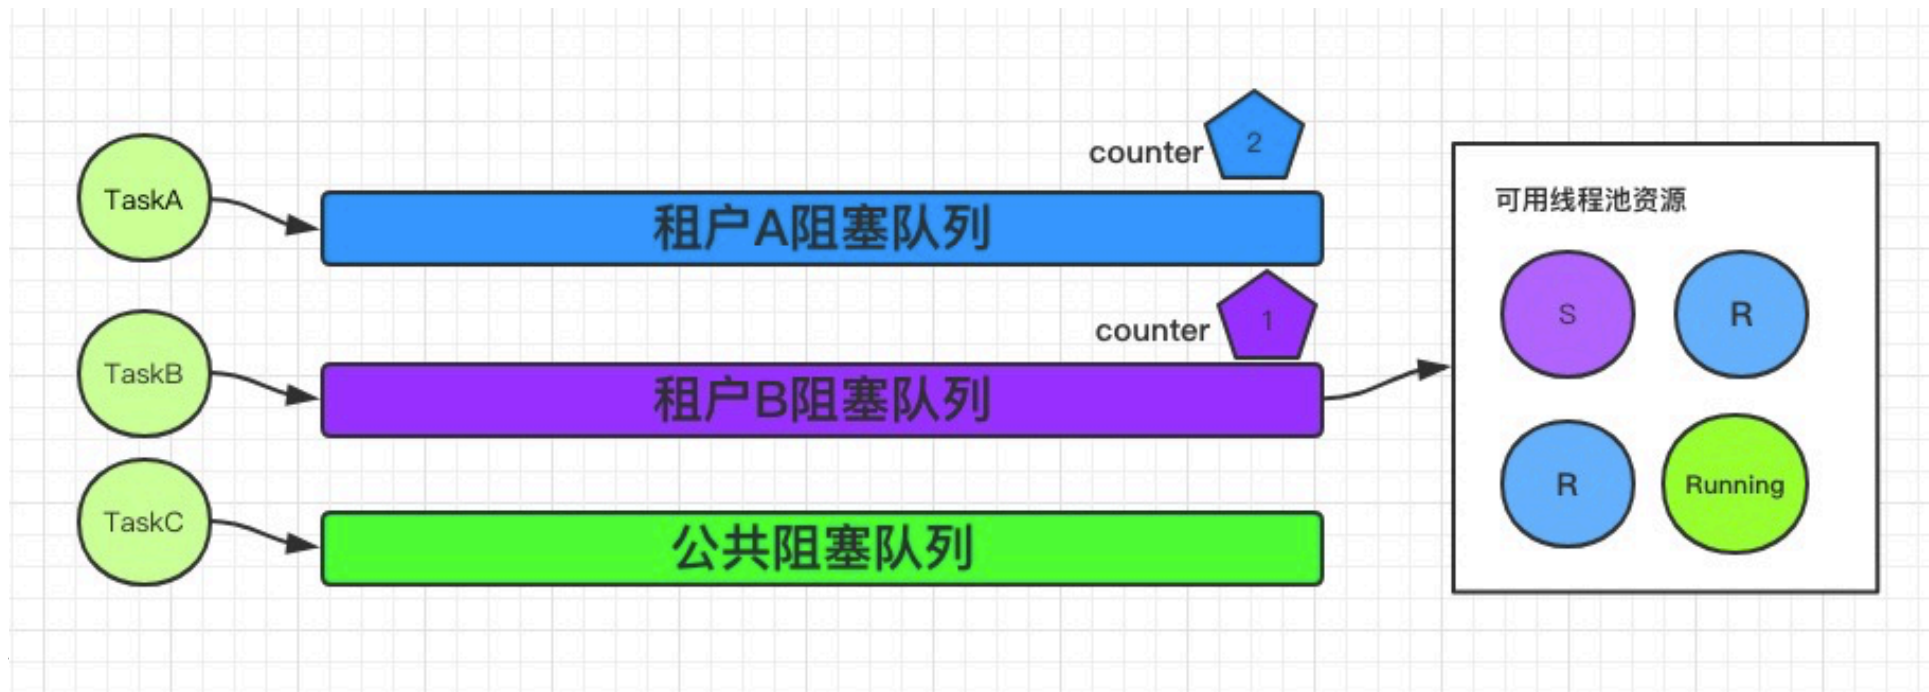 2
counter
TaskA
租户A阻塞队列
可用线程池资源
1
counter
S
R
TaskB
租户B阻塞队列
R
Running
TaskC
公共阻塞队列